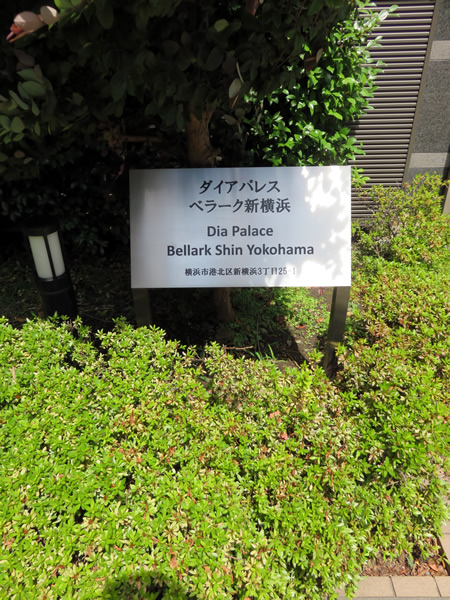 ダイアパレス
ベラーク新横浜
Dia Palace
Bellark Shin Yokohama
横浜市港北区新横浜3丁目25-1